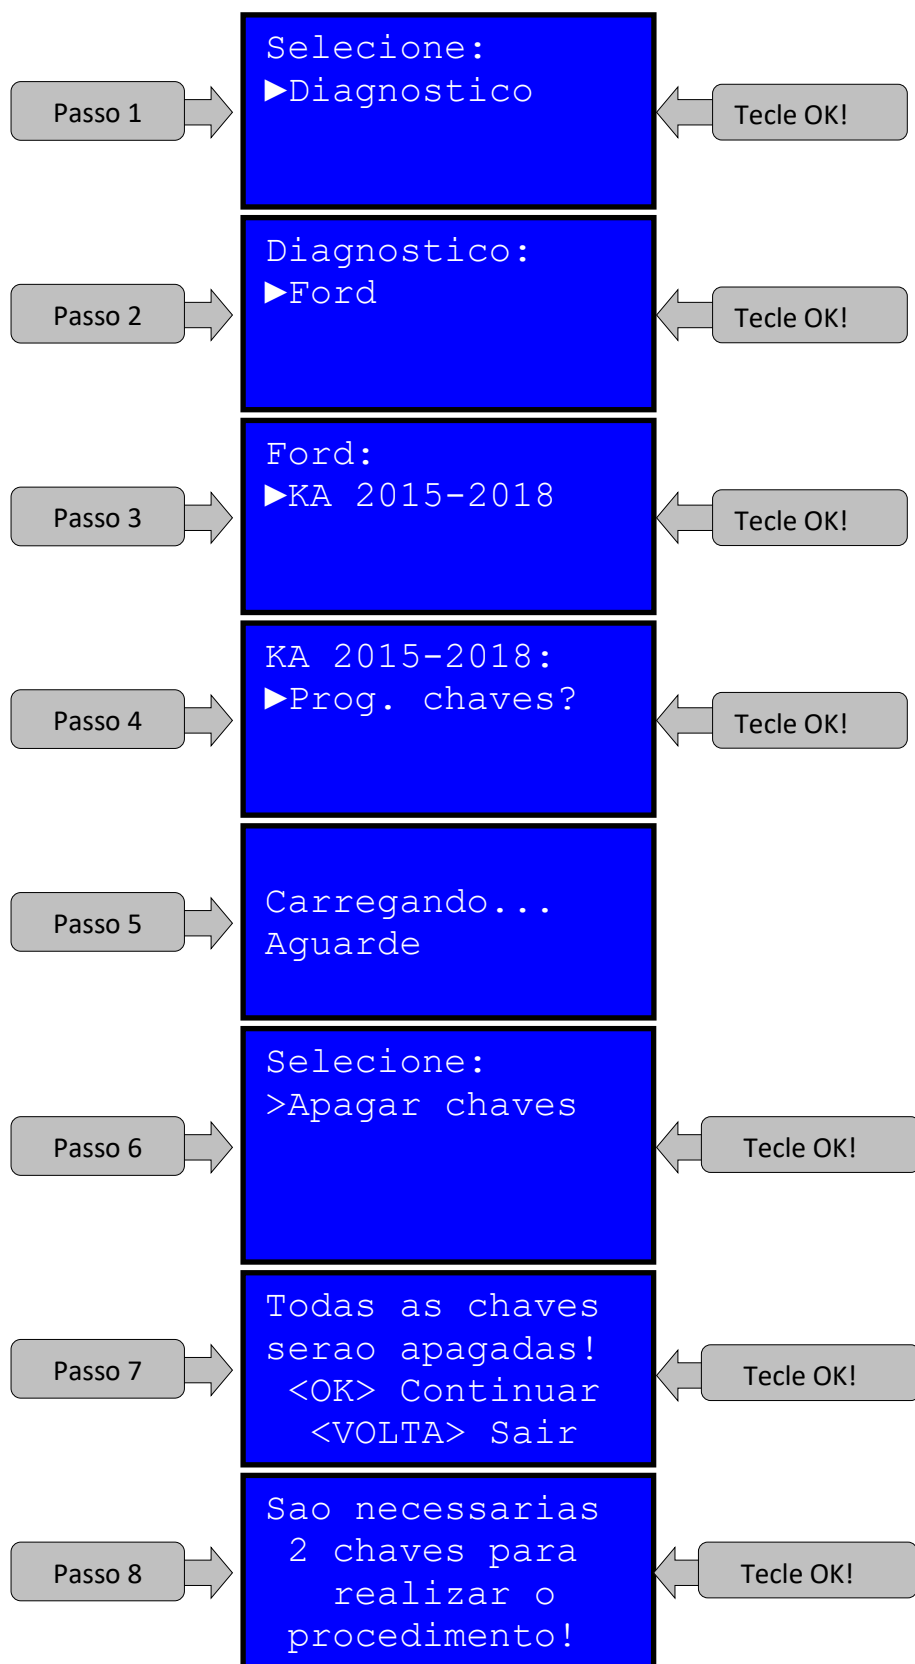 Passo 1
Selecione:
►Diagnostico
Tecle OK!
Passo 2
Diagnostico:
►Ford
Tecle OK!
Passo 3
Ford:
►KA 2015-2018
Tecle OK!
Passo 4
KA 2015-2018:
►Prog. chaves?
Tecle OK!
Passo 5
Carregando...
Aguarde
Passo 6
Selecione:
>Apagar chaves
Tecle OK!
Passo 7
Todas as chaves
serao apagadas!
<OK> Continuar
<VOLTA> Sair
Tecle OK!
Passo 8
Sao necessarias
2 chaves para
realizar o
procedimento!
Tecle OK!